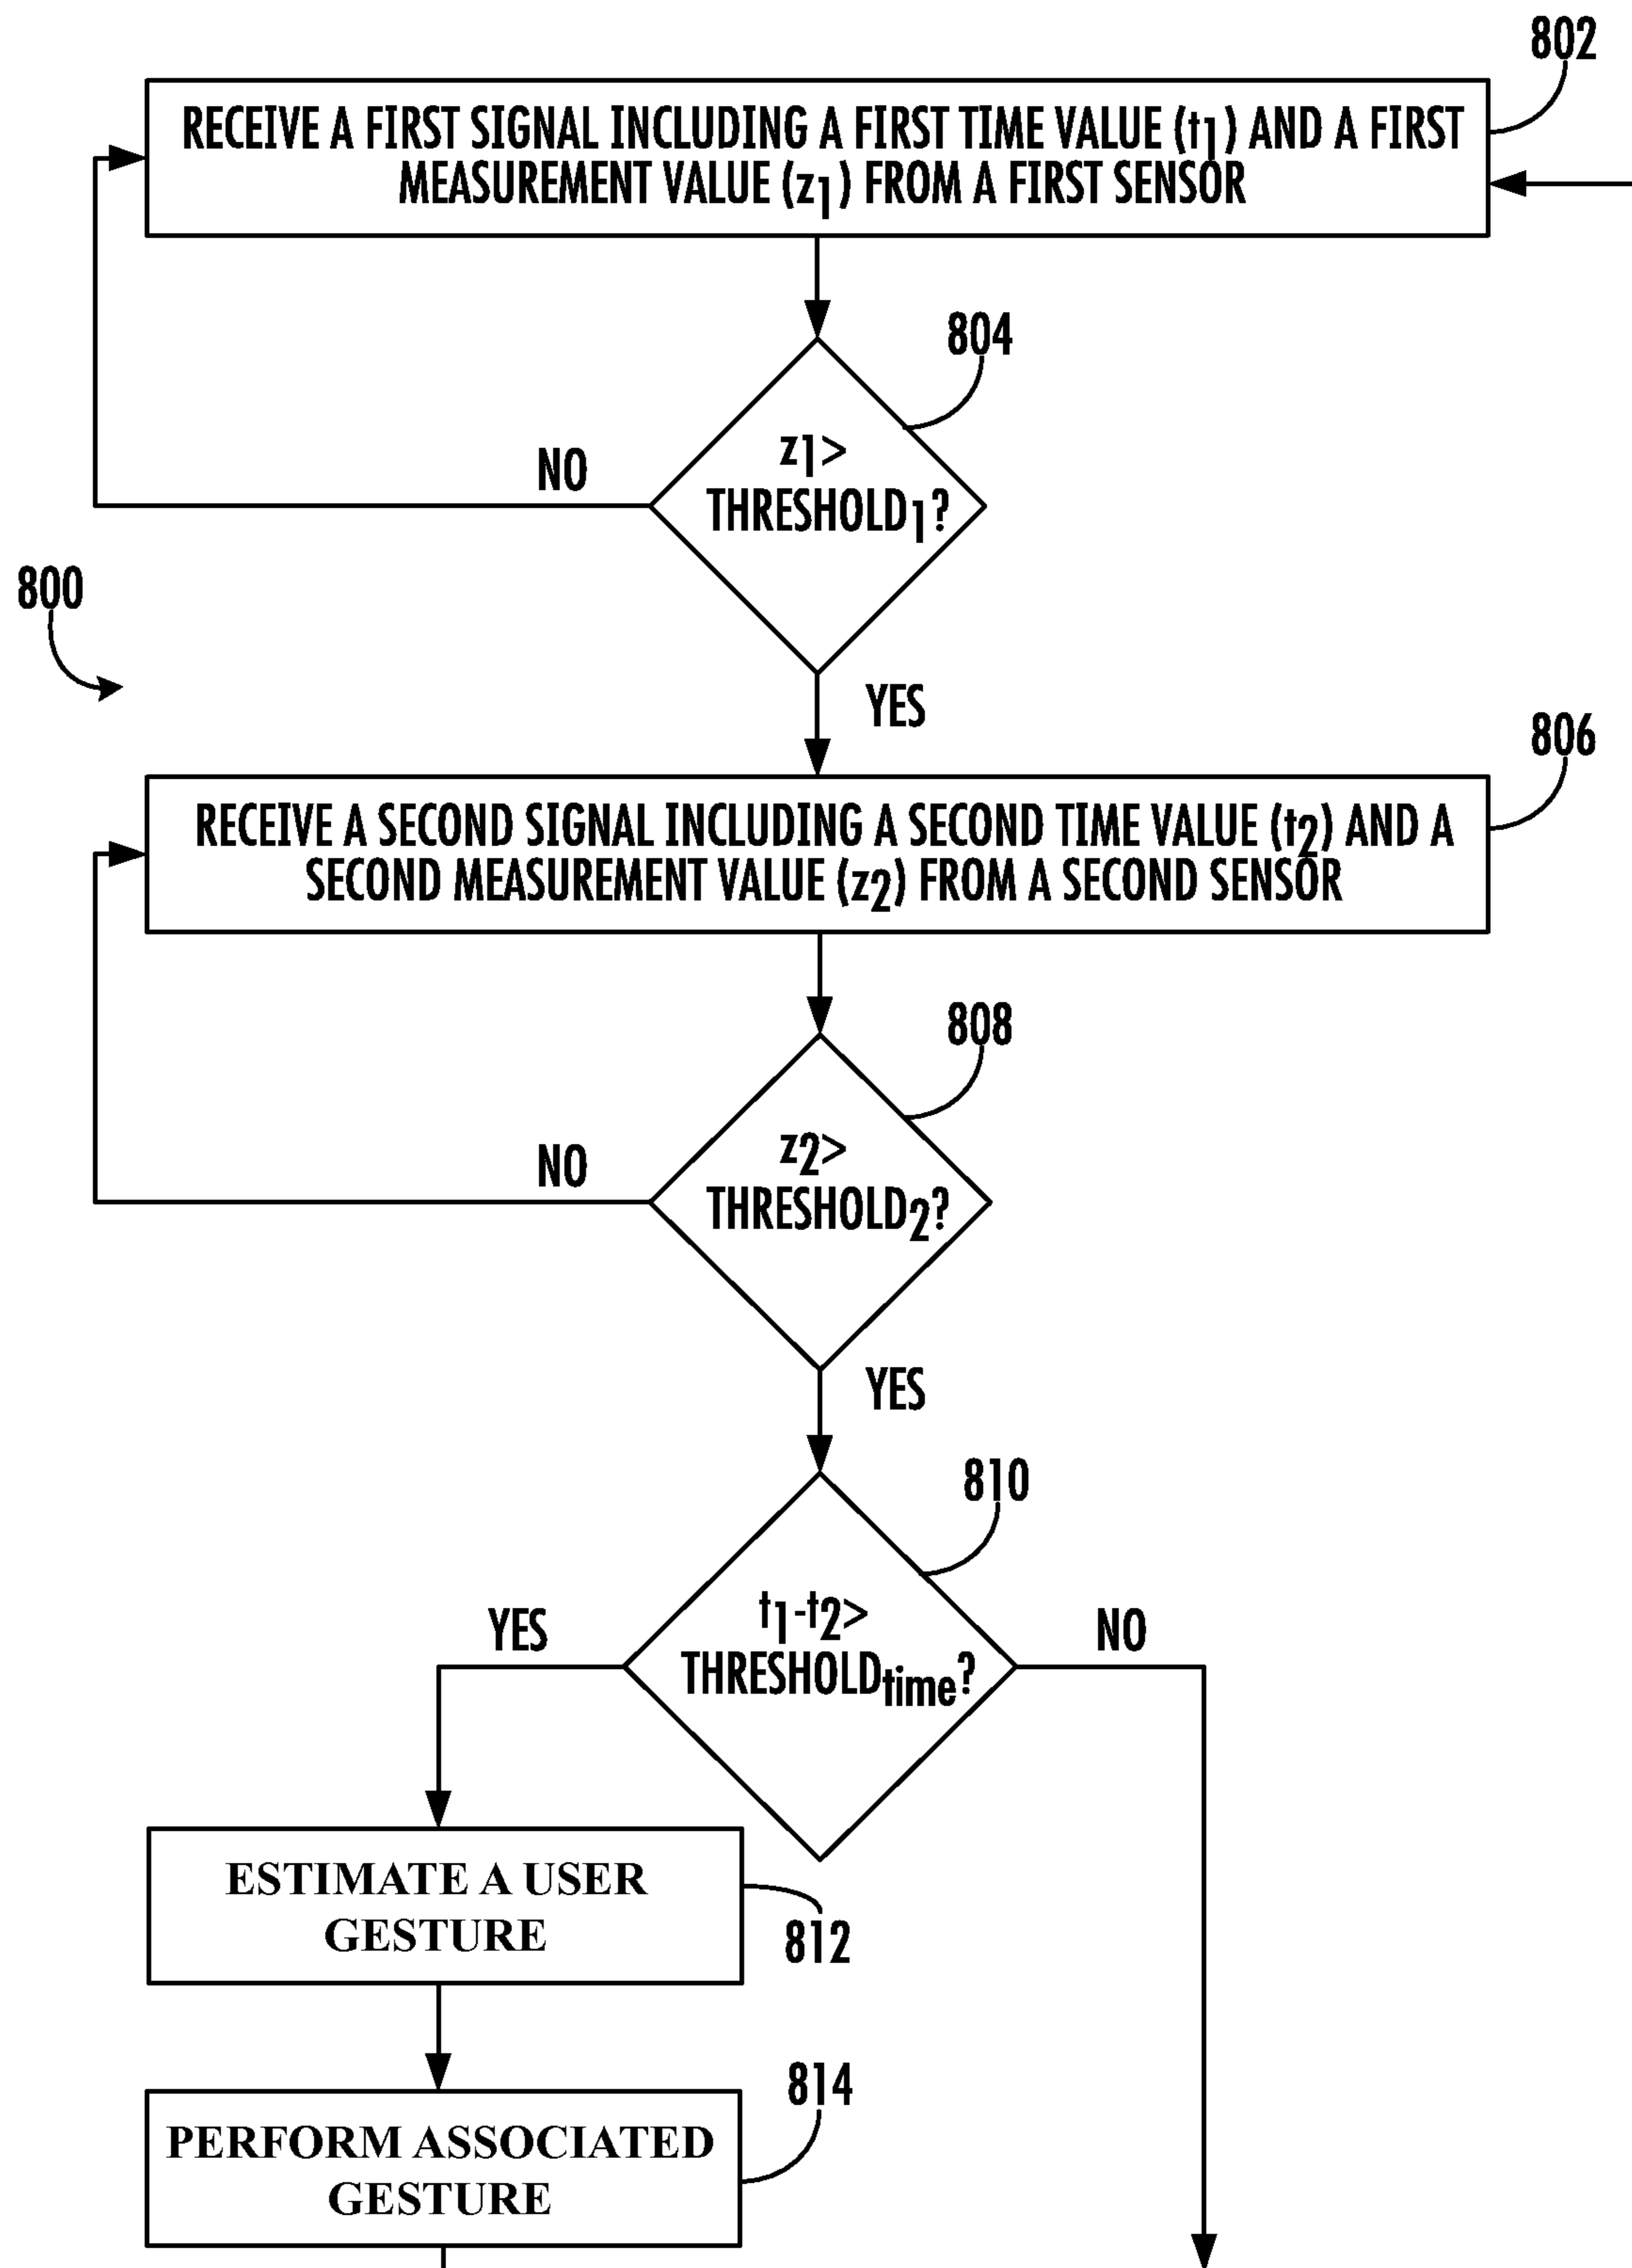 802
RECEIVE A FIRST SIGNAL INCLUDING A FIRST TIME VALUE (t1) AND A FIRST
MEASUREMENT VALUE (z1) FROM A FIRST SENSOR
804
z1>
THRESHOLD1?
NO
800
YES
806
RECEIVE A SECOND SIGNAL INCLUDING A SECOND TIME VALUE (t2) AND A
SECOND MEASUREMENT VALUE (z2) FROM A SECOND SENSOR
808
z2>
THRESHOLD2?
NO
YES
810
t1-t2>
THRESHOLDtime?
YES
NO
ESTIMATE A USER
GESTURE
812
814
PERFORM ASSOCIATED
GESTURE